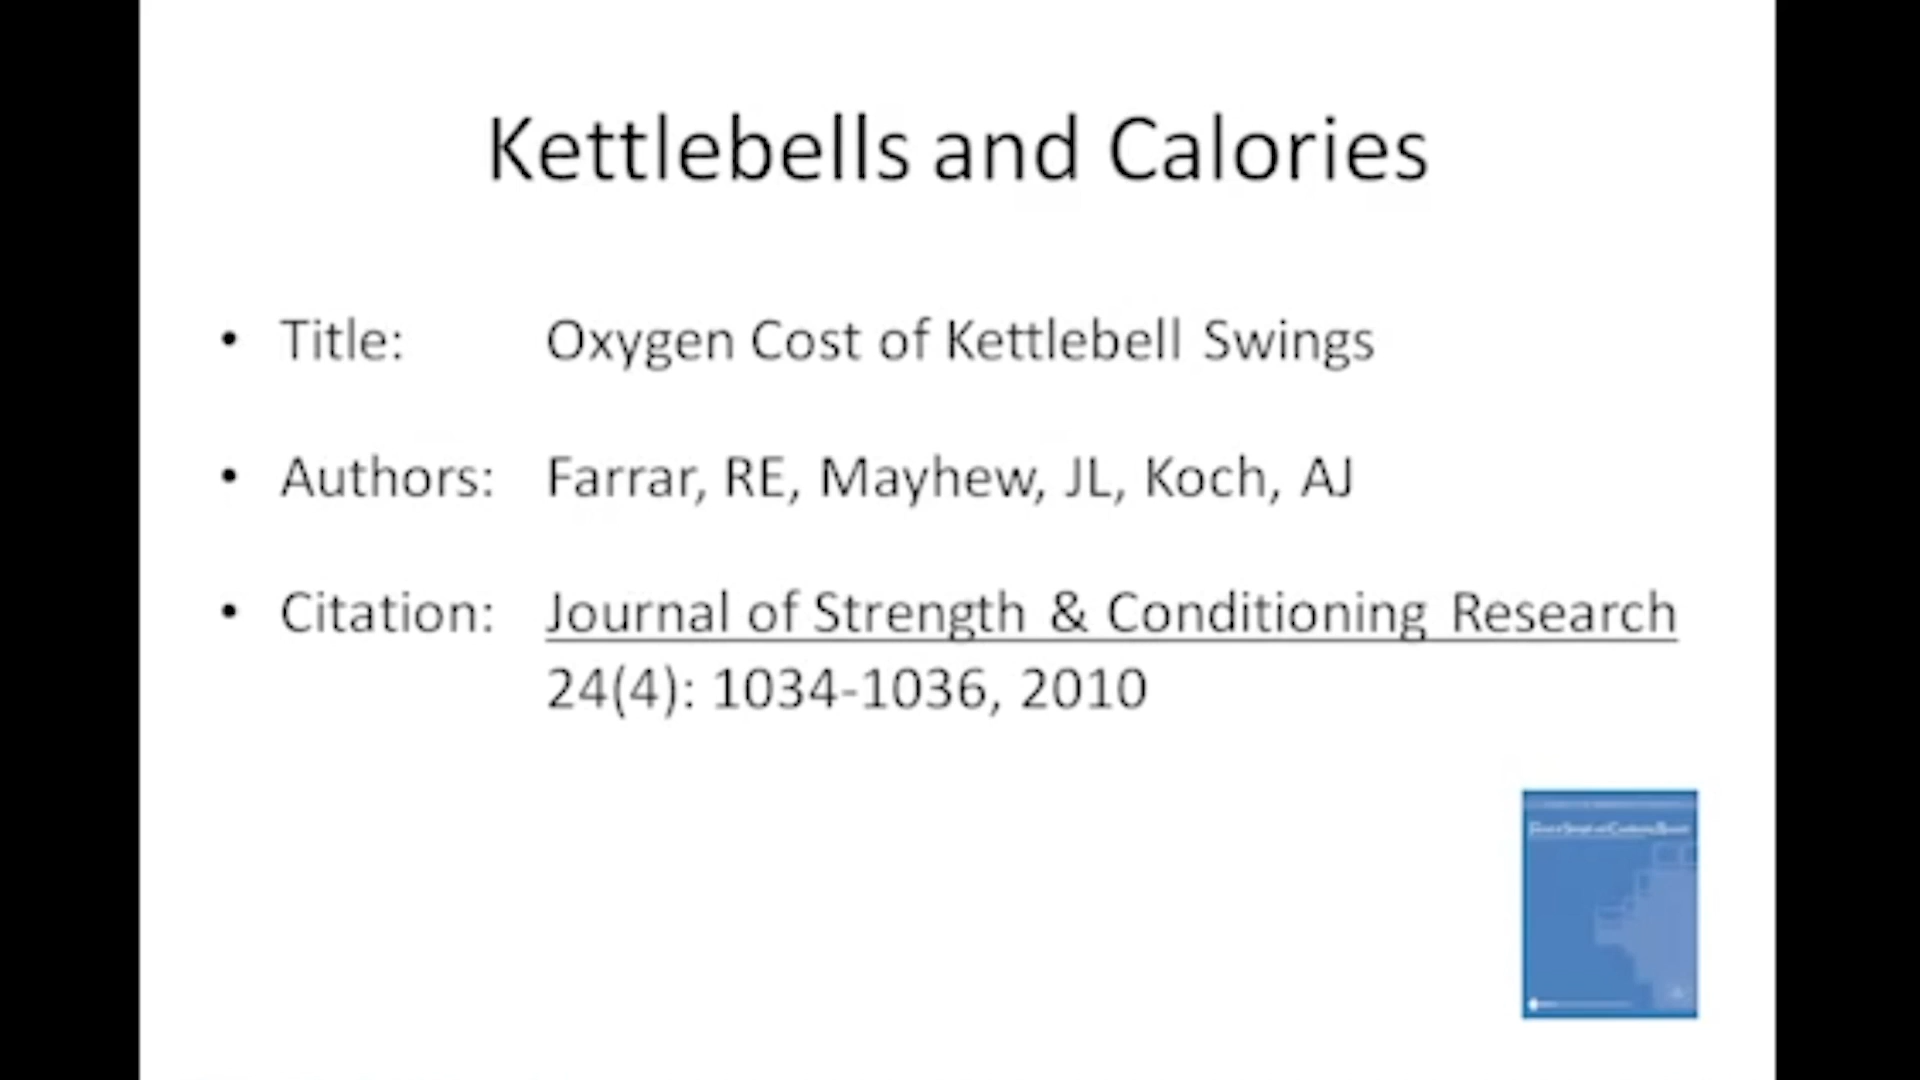 Kettlebells and Calories
• Title: Oxygen Cost of Kettlebell Swings
• Authors: Farrar, RE, Mayhew, JL, Koch, AJ
• Citation: Journal of Strength & Conditioning Research
24(4): 1034-1036, 2010